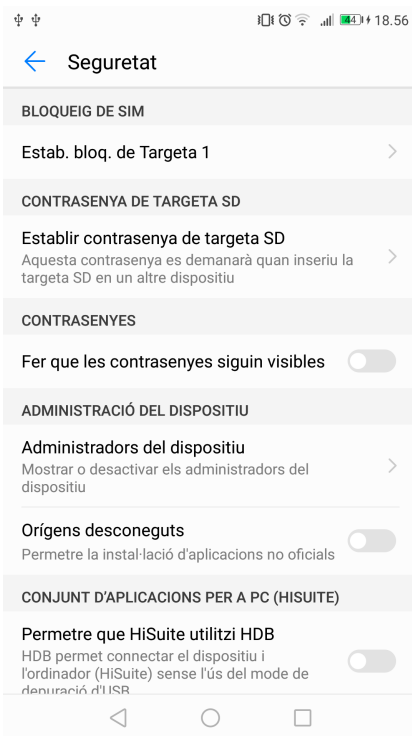 44 18.56
Seguretat
BLOQUEIG DE SIM
Estab. bloq. de Targeta 1
CONTRASENYA DE TARGETA SD
Establir contrasenya de targeta SD
Aquesta contrasenya es demanarà quan inseriu la
targeta SD en un altre dispositiu
CONTRASENYES
Fer que les contrasenyes siguin visibles
ADMINISTRACIÓ DEL DISPOSITIU
Administradors del dispositiu
Mostrar o desactivar els administradors del
dispositiu
Orígens desconeguts
Permetre la instal·lació d'aplicacions no oficials
CONJUNT D'APLICACIONS PER A PC (HISUITE)
Permetre que HiSuite utilitzi HDB
HDB permet connectar el dispositiu i
l'ordinador (HiSuite) sense l'ús del mode de
depuració d'USB